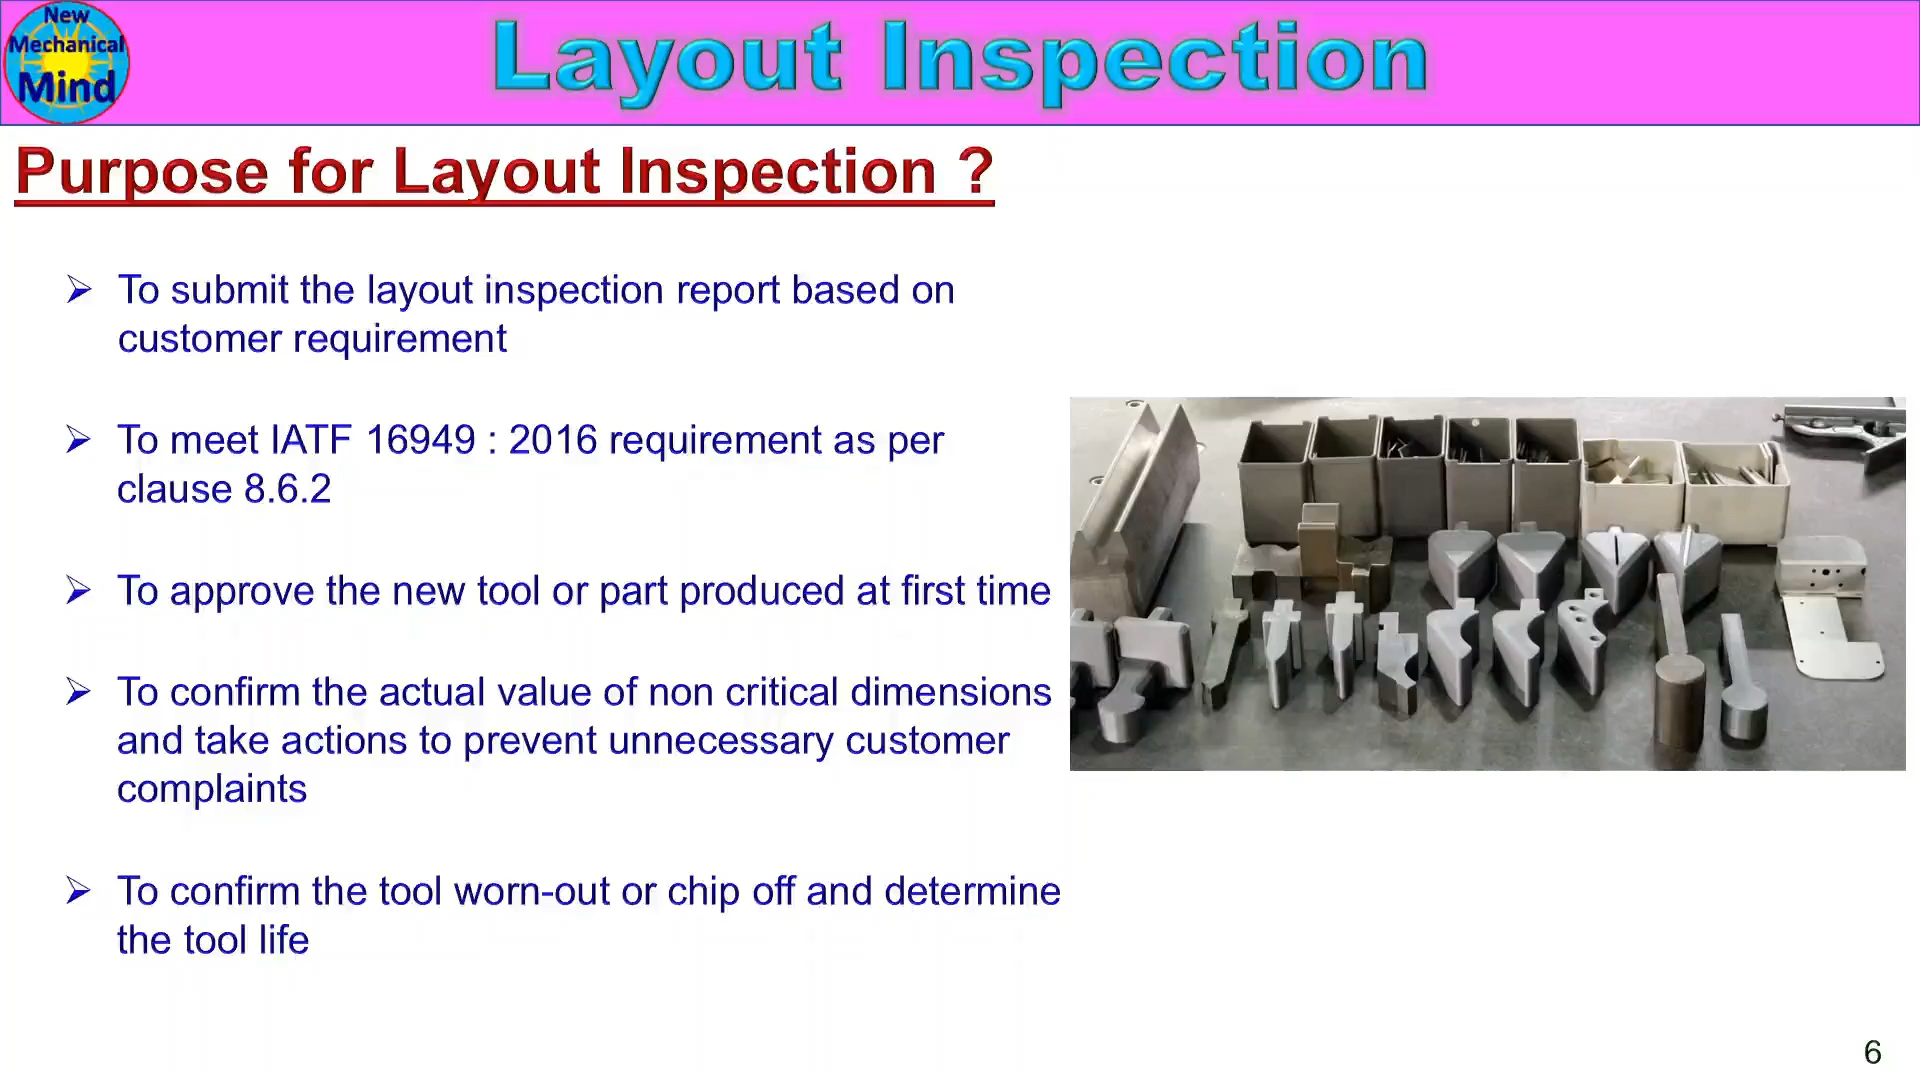 New
Mechanical
Mind
Layout Inspection
Purpose for Layout Inspection ?
➢ To submit the layout inspection report based on
customer requirement
➢ To meet IATF 16949 : 2016 requirement as per
clause 8.6.2
➢ To approve the new tool or part produced at first time
➢ To confirm the actual value of non critical dimensions
and take actions to prevent unnecessary customer
complaints
➢ To confirm the tool worn-out or chip off and determine
the tool life
6